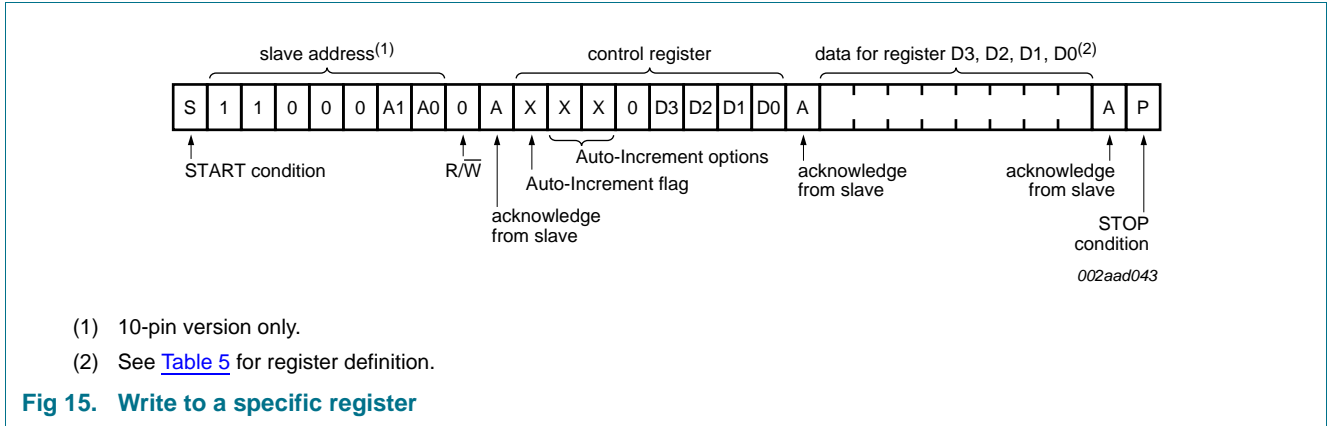 slave address(1) control register data for register D3, D2, D1, D0(2)
S 1 1 0 0 0 A1 A0 0 A X X X 0 D3 D2 D1 D0 A A P
START condition R/W Auto-Increment options acknowledge from slave acknowledge from slave
Auto-Increment flag
acknowledge
from slave
STOP
condition
002aad043
(1) 10-pin version only.
(2) See Table 5 for register definition.
Fig 15. Write to a specific register